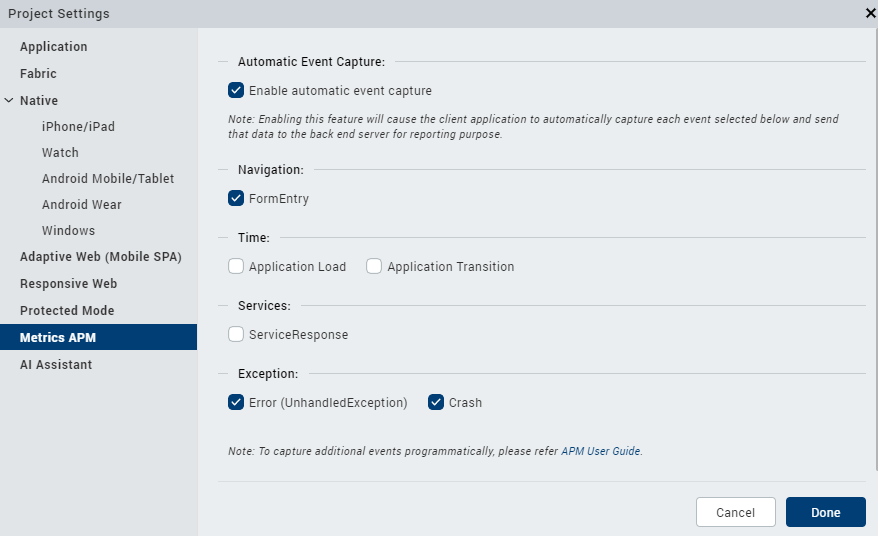 Project Settings
Application
Fabric
Native
iPhone/iPad
Watch
Android Mobile/Tablet
Android Wear
Windows
Adaptive Web (Mobile SPA)
Responsive Web
Protected Mode
Metrics APM
AI Assistant
Automatic Event Capture:
Enable automatic event capture
Note: Enabling this feature will cause the client application to automatically capture each event selected below and send
that data to the back end server for reporting purpose.
Navigation:
FormEntry
Time:
Application Load Application Transition
Services:
ServiceResponse
Exception:
Error (UnhandledException) Crash
Note: To capture additional events programmatically, please refer APM User Guide.
Cancel Done